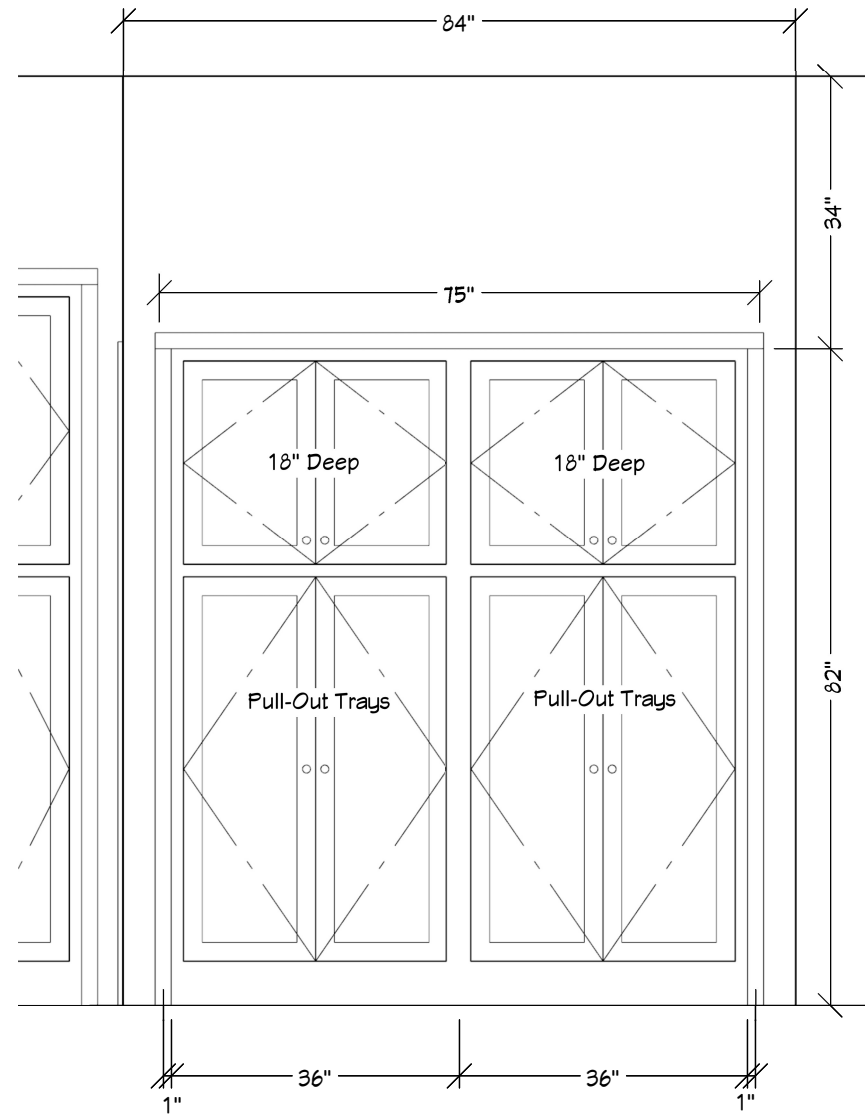 84"
34"
75"
18" Deep
18" Deep
82"
Pull-Out Trays
Pull-Out Trays
36"
36"
1"
1"